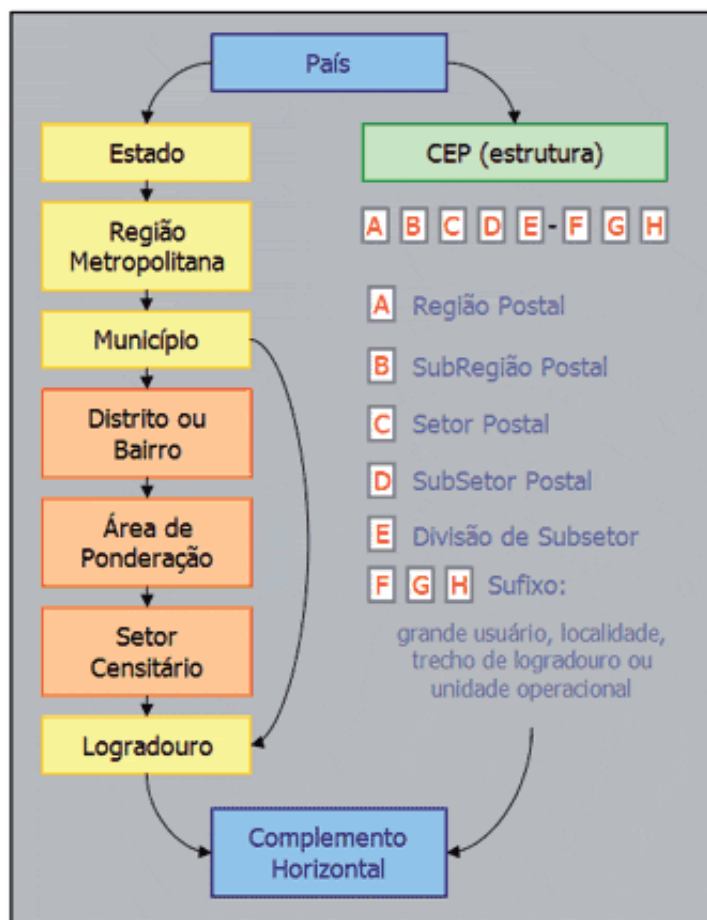 País
Estado
Região
Metropolitana
Município
Distrito ou
Bairro
Área de
Ponderação
Setor
Censitário
Logradouro
CEP (estrutura)
A B C D E - F G H
A Região Postal
B SubRegião Postal
C Setor Postal
D SubSetor Postal
E Divisão de Subsetor
F G H Sufixo:
grande usuário, localidade,
trecho de logradouro ou
unidade operacional
Complemento
Horizontal